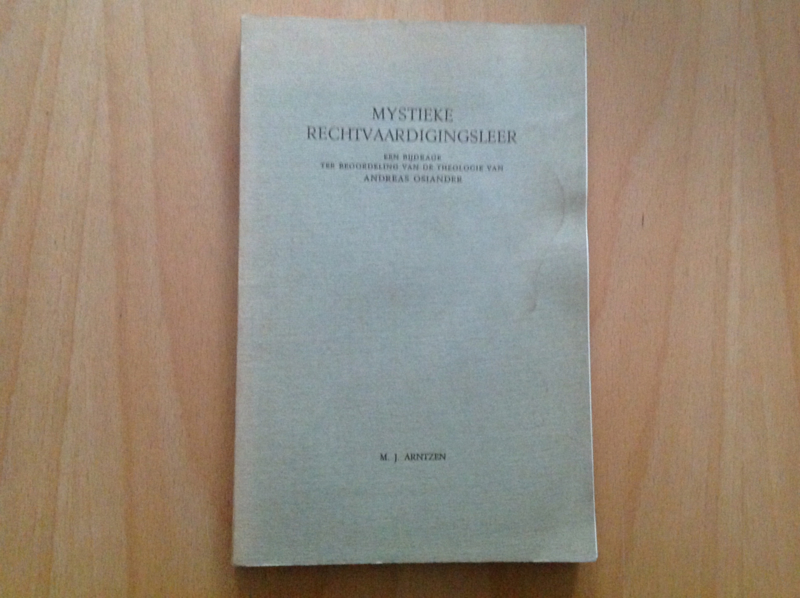 MYSTIEKE
RECHTVAARDIGINGSLEER
EEN BIJDRAGE
TER BEOORDELING VAN DE THEOLOGIE VAN
ANDREAS OSIANDER
M. J. ARNTZEN